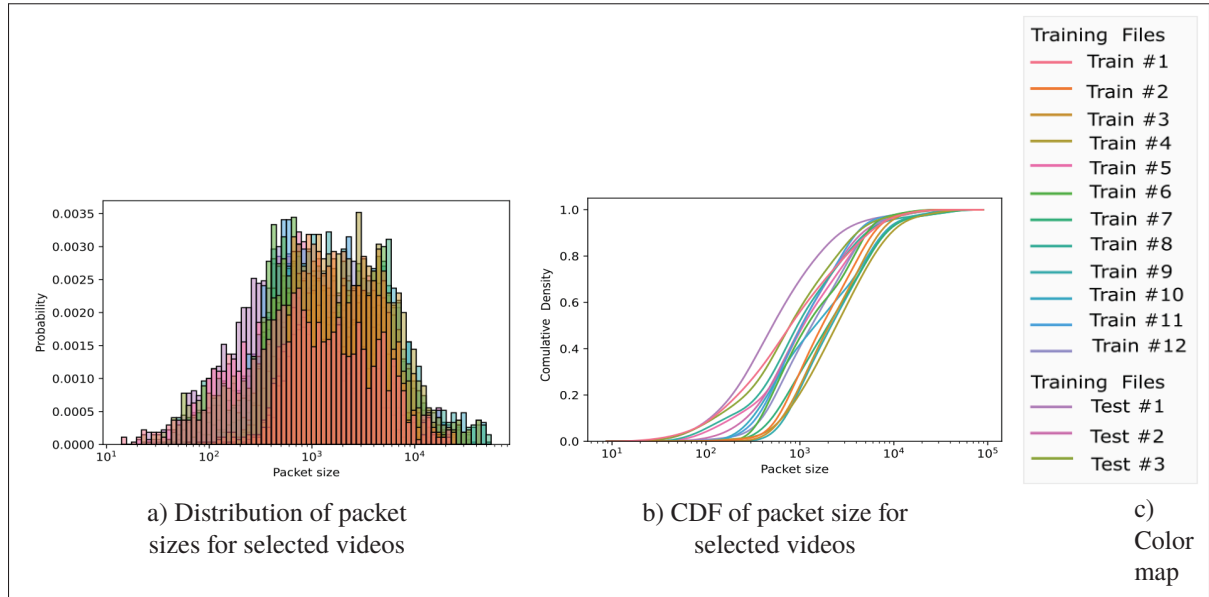 0.0035
0.0030
0.0025
0.0020
0.0015
0.0010
0.0005
0.0000
Probability
10¹ 10² 10³ 10⁴
Packet size
a) Distribution of packet
sizes for selected videos
1.0
0.8
0.6
0.4
0.2
0.0
Comulative Density
10¹ 10² 10³ 10⁴ 10⁵
Packet size
b) CDF of packet size for
selected videos
Training Files
Train #1
Train #2
Train #3
Train #4
Train #5
Train #6
Train #7
Train #8
Train #9
Train #10
Train #11
Train #12
Training Files
Test #1
Test #2
Test #3
c)
Color
map